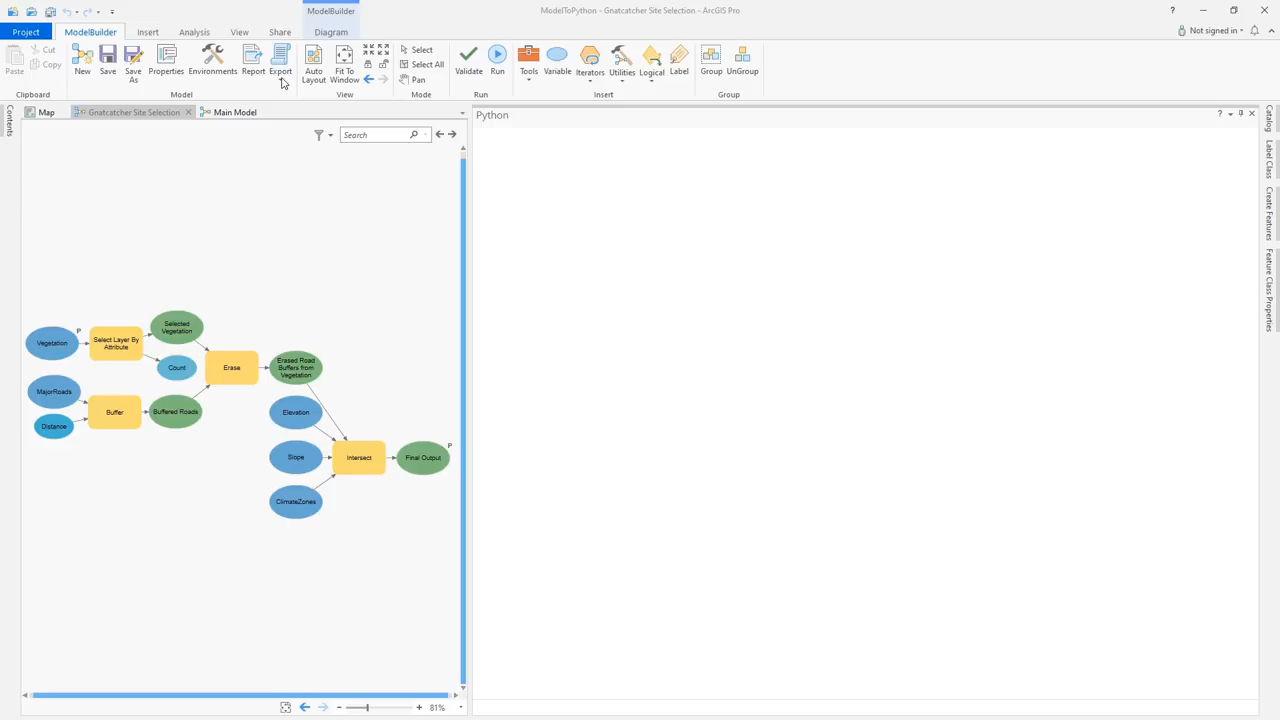 ModelToPython - Gnatcatcher Site Selection - ArcGIS Pro
?
Not signed in
ModelBuilder
Project
ModelBuilder
Insert
Analysis
View
Share
Diagram
Paste
Cut
Copy
Clipboard
New
Save
Save As
Properties
Environments
Report
Export
Model
Auto Layout
Fit To Window
View
Select
Select All
Pan
Mode
Validate
Run
Run
Tools
Variable
Iterators
Utilities
Logical
Label
Insert
Group
UnGroup
Group
Contents
Map
Gnatcatcher Site Selection
Main Model
Search
Vegetation
P
Select Layer By
Attribute
Selected
Vegetation
Count
MajorRoads
Distance
Buffer
Buffered Roads
Erase
Erased Road
Buffers from
Vegetation
Elevation
Slope
ClimateZones
Intersect
Final Output
P
81%
Python
?
Catalog
Label Class
Create Features
Feature Class Properties